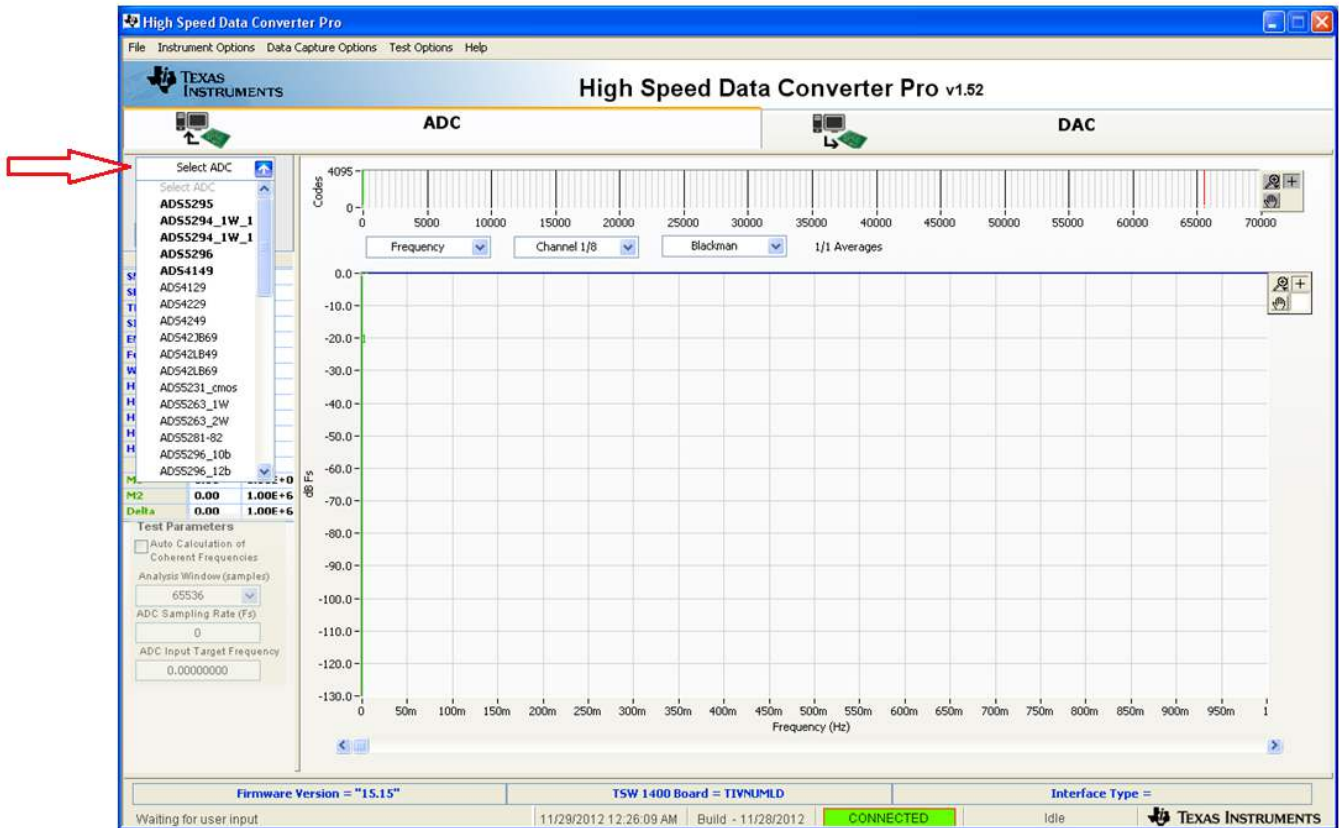 High Speed Data Converter Pro
File Instrument Options Data Capture Options Test Options Help
TEXAS INSTRUMENTS
High Speed Data Converter Pro v1.52
ADC
DAC
Select ADC
Select ADC
ADS5295
ADS5294_1W_1
ADS5294_1W_1
ADS5296
ADS4149
ADS4129
ADS4229
ADS4249
ADS42JB69
ADS42LB49
ADS42LB69
ADS5231_cmos
ADS5263_1W
ADS5263_2W
ADS5281-82
ADS5296_10b
ADS5296_12b
M2 0.00 1.00E+6
Delta 0.00 1.00E+6
Test Parameters
Auto Calculation of
Coherent Frequencies
Analysis Window (samples)
65536
ADC Sampling Rate (Fs)
0
ADC Input Target Frequency
0.00000000
Codes
4095
0
0 5000 10000 15000 20000 25000 30000 35000 40000 45000 50000 55000 60000 65000 70000
Frequency Channel 1/8 Blackman 1/1 Averages
dB Fs
0.0
-10.0
-20.0
1
-30.0
-40.0
-50.0
-60.0
-70.0
-80.0
-90.0
-100.0
-110.0
-120.0
-130.0
0 50m 100m 150m 200m 250m 300m 350m 400m 450m 500m 550m 600m 650m 700m 750m 800m 850m 900m 950m 1
Frequency (Hz)
Firmware Version = "15.15" TSW 1400 Board = TIVNUMLD Interface Type =
Waiting for user input 11/29/2012 12:26:09 AM Build - 11/28/2012 CONNECTED Idle TEXAS INSTRUMENTS